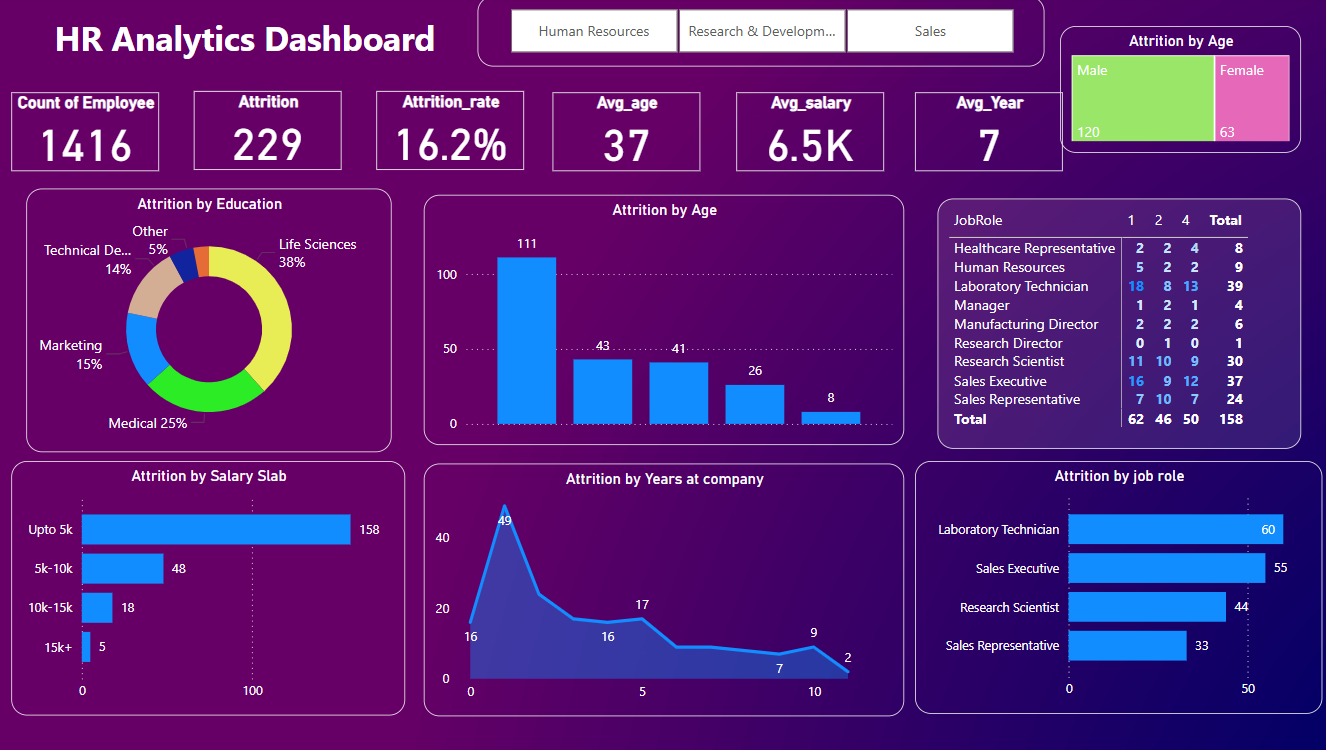 HR Analytics Dashboard
Human Resources
Research & Developm...
Sales
Attrition by Age
Male
Female
120
63
Count of Employee
1416
Attrition
229
Attrition_rate
16.2%
Avg_age
37
Avg_salary
6.5K
Avg_Year
7
Attrition by Education
Other
5%
Life Sciences
38%
Technical De...
14%
Marketing
15%
Medical 25%
Attrition by Age
111
100
50
43
41
26
8
0
JobRole 1 2 4 Total
Healthcare Representative 2 2 4 8
Human Resources 5 2 2 9
Laboratory Technician 18 8 13 39
Manager 1 2 1 4
Manufacturing Director 2 2 2 6
Research Director 0 1 0 1
Research Scientist 11 10 9 30
Sales Executive 16 9 12 37
Sales Representative 7 10 7 24
Total 62 46 50 158
Attrition by Salary Slab
Upto 5k 158
5k-10k 48
10k-15k 18
15k+ 5
0 100
Attrition by Years at company
49
40
20
17
16
16
9
7
2
0
0 5 10
Attrition by job role
Laboratory Technician 60
Sales Executive 55
Research Scientist 44
Sales Representative 33
0 50